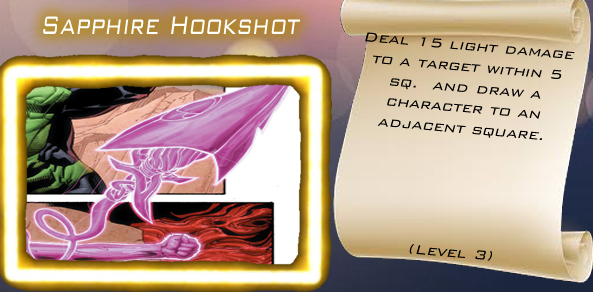 SAPPHIRE HOOKSHOT
DEAL 15 LIGHT DAMAGE
TO A TARGET WITHIN 5
SQ. AND DRAW A
CHARACTER TO AN
ADJACENT SQUARE.
(LEVEL 3)